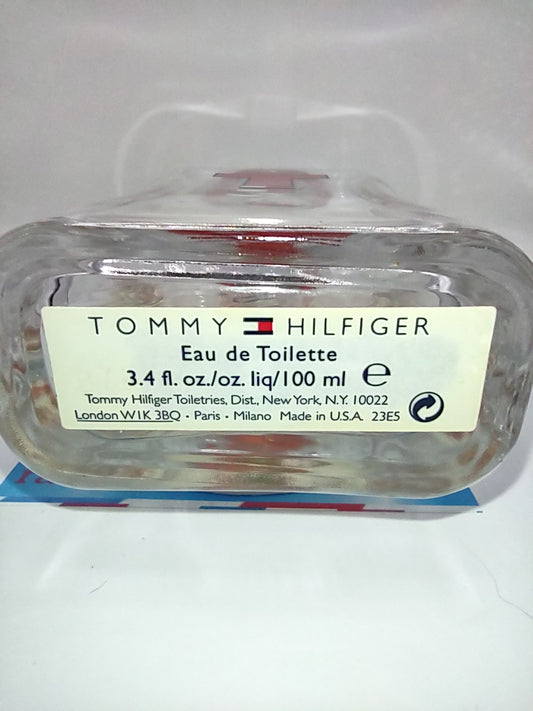 TOMMY HILFIGER
Eau de Toilette
3.4 fl. oz./oz. liq/100 ml ℮
Tommy Hilfiger Toiletries, Dist., New York, N.Y. 10022
London W1K 3BQ • Paris • Milano Made in U.S.A. 23E5